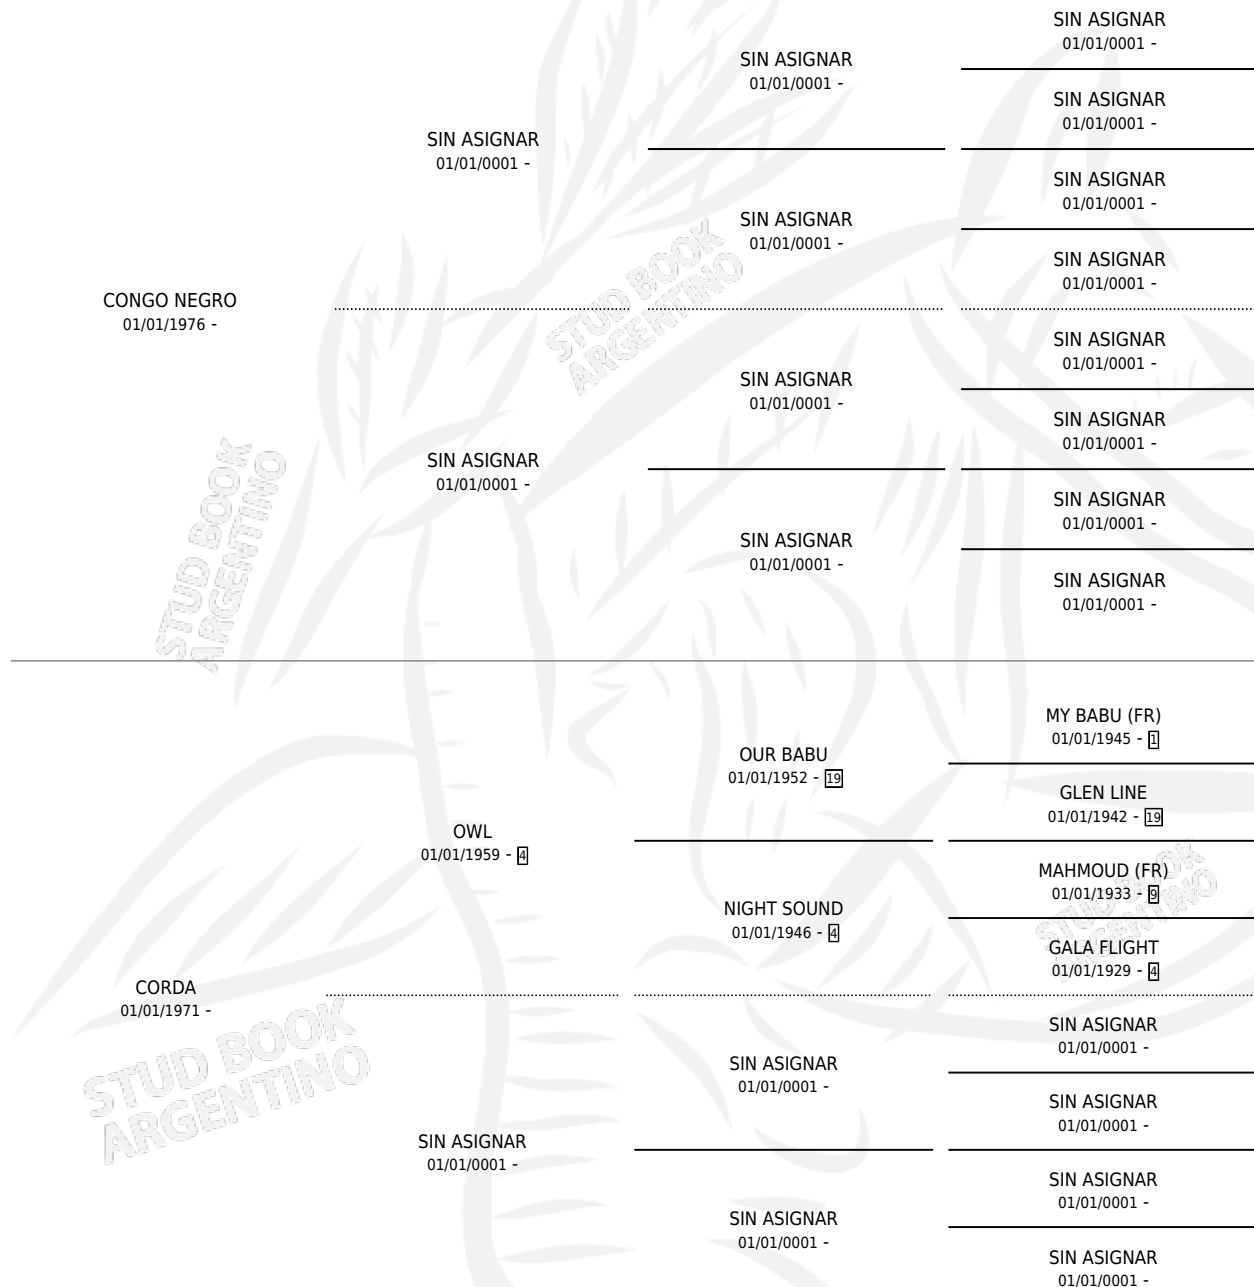 SIN ASIGNAR
01/01/0001 -
SIN ASIGNAR
01/01/0001 -
SIN ASIGNAR
01/01/0001 -
SIN ASIGNAR
01/01/0001 -
SIN ASIGNAR
01/01/0001 -
SIN ASIGNAR
01/01/0001 -
SIN ASIGNAR
01/01/0001 -
CONGO NEGRO
01/01/1976 -
SIN ASIGNAR
01/01/0001 -
SIN ASIGNAR
01/01/0001 -
SIN ASIGNAR
01/01/0001 -
SIN ASIGNAR
01/01/0001 -
SIN ASIGNAR
01/01/0001 -
SIN ASIGNAR
01/01/0001 -
SIN ASIGNAR
01/01/0001 -
STUD BOOK
ARGENTINO
STUD BOOK
ARGENTINO
MY BABU (FR)
01/01/1945 - 1
OUR BABU
01/01/1952 - 19
GLEN LINE
01/01/1942 - 19
OWL
01/01/1959 - 4
MAHMOUD (FR)
01/01/1933 - 9
NIGHT SOUND
01/01/1946 - 4
GALA FLIGHT
01/01/1929 - 4
CORDA
01/01/1971 -
SIN ASIGNAR
01/01/0001 -
SIN ASIGNAR
01/01/0001 -
SIN ASIGNAR
01/01/0001 -
SIN ASIGNAR
01/01/0001 -
SIN ASIGNAR
01/01/0001 -
SIN ASIGNAR
01/01/0001 -
SIN ASIGNAR
01/01/0001 -
STUD BOOK
ARGENTINO
STUD BOOK
ARGENTINO